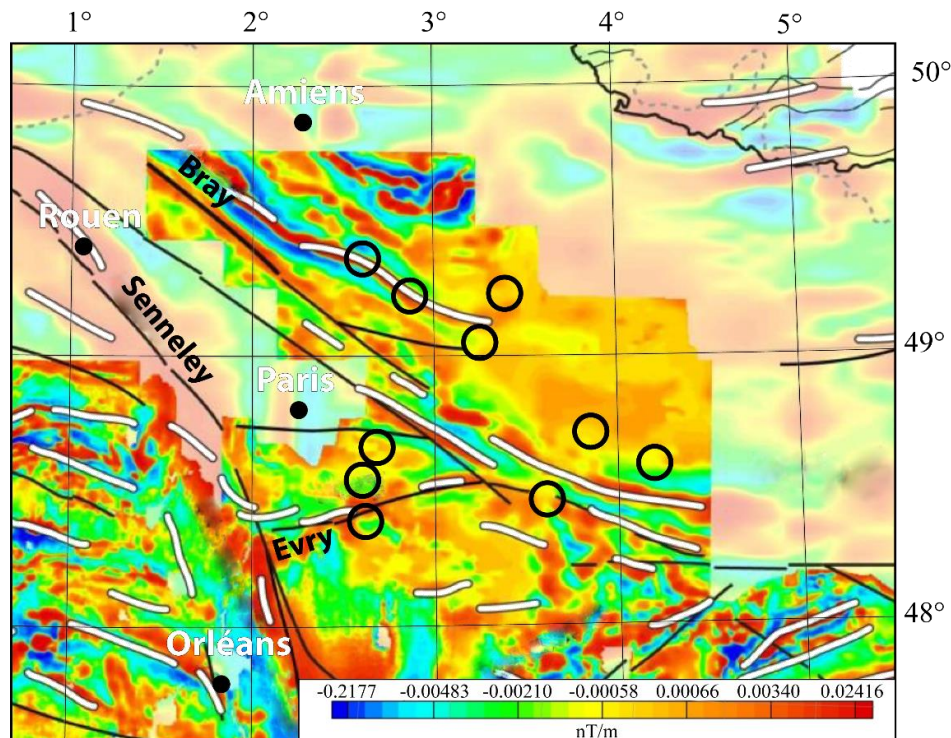 1° 2° 3° 4° 5°
50°
Amiens
Bray
Rouen
Senneley
49°
Paris
Evry
48°
Orléans
-0.2177 -0.00483 -0.00210 -0.00058 0.00066 0.00340 0.02416
nT/m